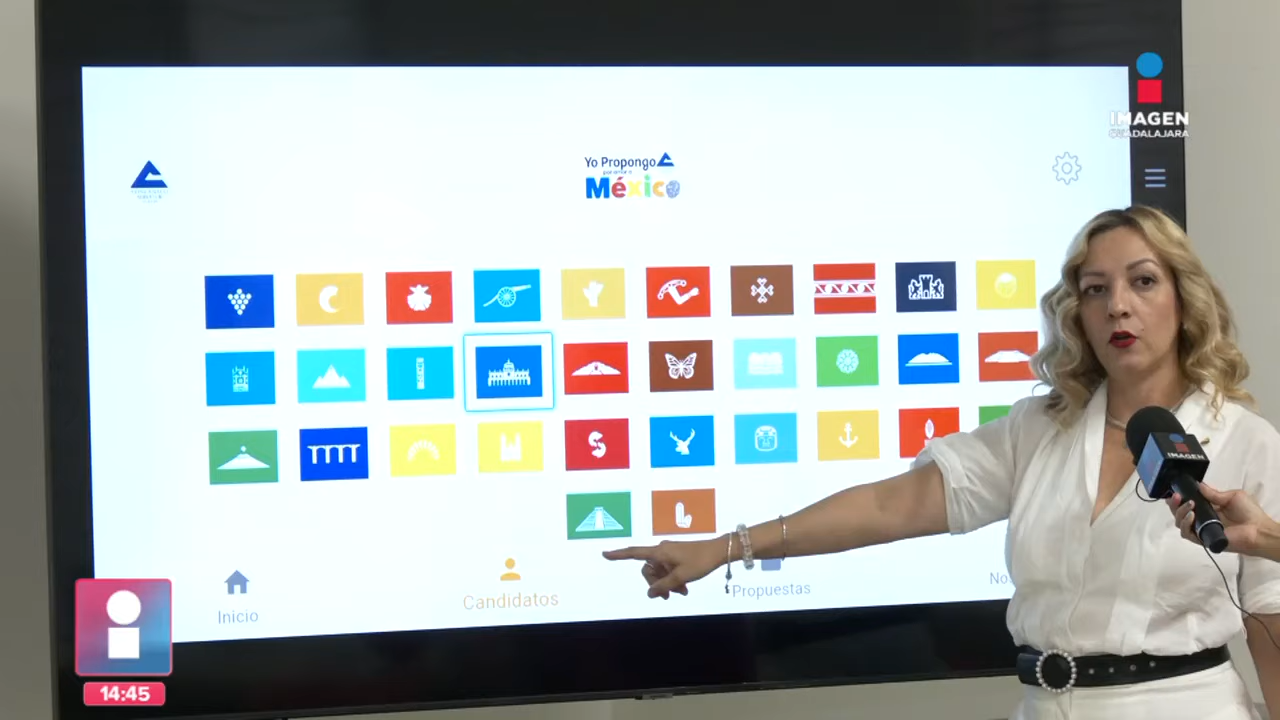 IMAGEN
GUADALAJARA
Yo Propongo
México
Inicio
Candidatos
Propuestas
IMAGEN
14:45